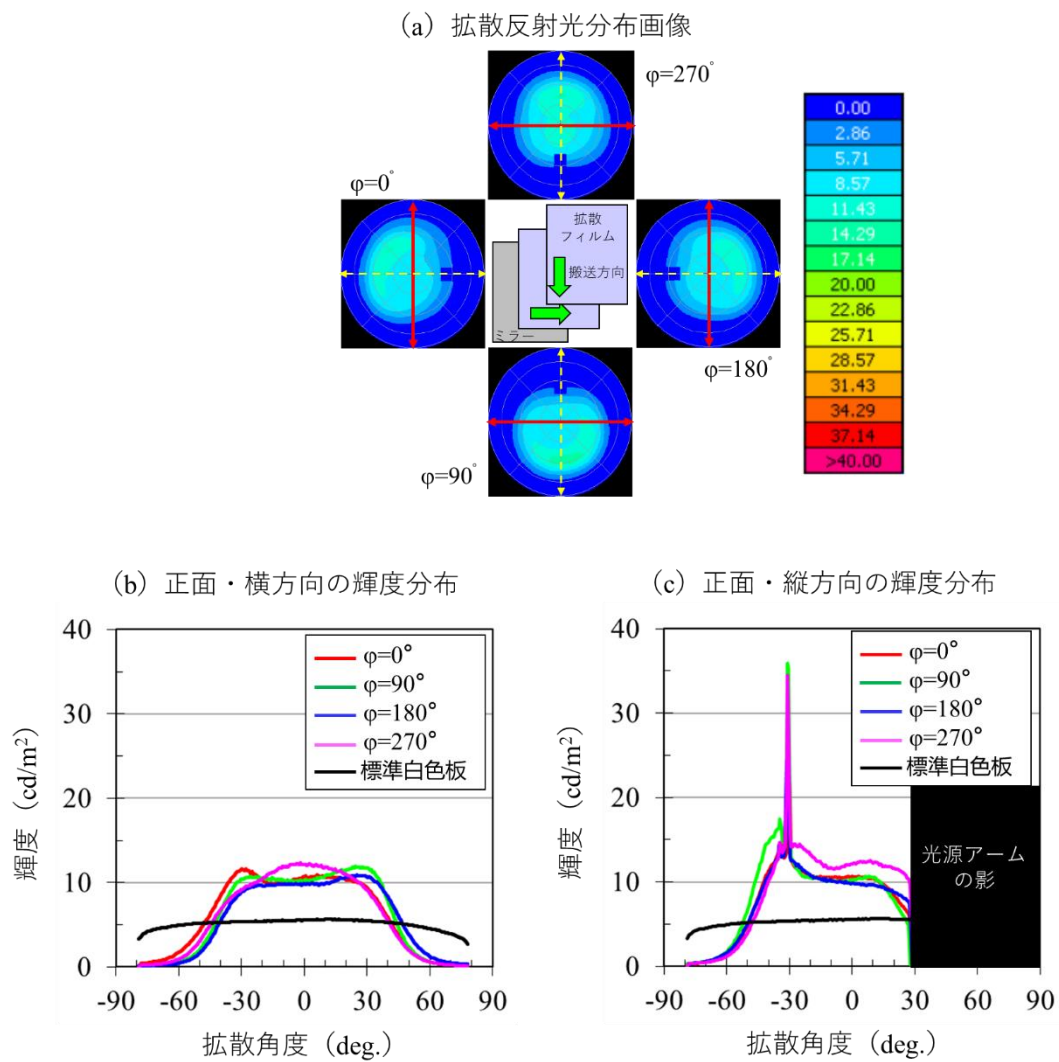 (a) 拡散反射光分布画像
φ=270°
φ=0°
拡散
フィルム
搬送方向
ミラー
φ=180°
φ=90°
0.00
2.86
5.71
8.57
11.43
14.29
17.14
20.00
22.86
25.71
28.57
31.43
34.29
37.14
>40.00
(b) 正面・横方向の輝度分布
40
30
20
10
0
輝度 (cd/m²)
φ=0°
φ=90°
φ=180°
φ=270°
標準白色板
-90 -60 -30 0 30 60 90
拡散角度 (deg.)
(c) 正面・縦方向の輝度分布
40
30
20
10
0
輝度 (cd/m²)
φ=0°
φ=90°
φ=180°
φ=270°
標準白色板
光源アーム
の影
-90 -60 -30 0 30 60 90
拡散角度 (deg.)